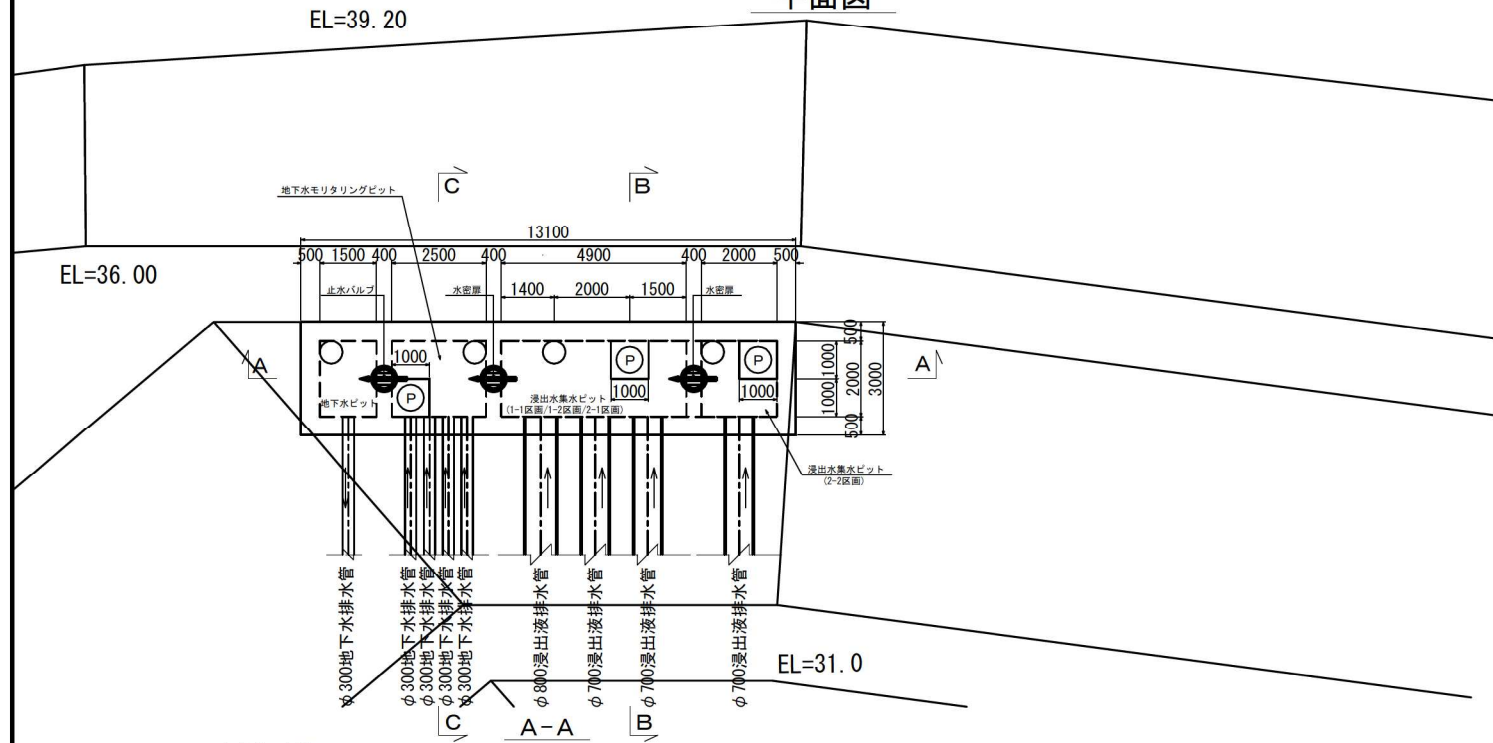 平面図
EL=39.20
C
B
地下水モリタリングピット
13100
500 1500 400 2500 400 4900 400 2000 500
EL=36.00
止水バルブ
水密扉
1400 2000 1500
水密扉
A
1000
P
地下水ピット
P
1000
浸出水集水ピット
(1-1区画/1-2区画/2-1区画)
P
1000
A
500
1000
1000
2000
500
3000
浸出水集水ピット
(2-2区画)
φ300地下水排水管
φ300地下水排水管
φ300地下水排水管
φ300地下水排水管
φ300地下水排水管
φ800浸出液排水管
φ700浸出液排水管
φ700浸出液排水管
φ700浸出液排水管
EL=31.0
C
A-A
B